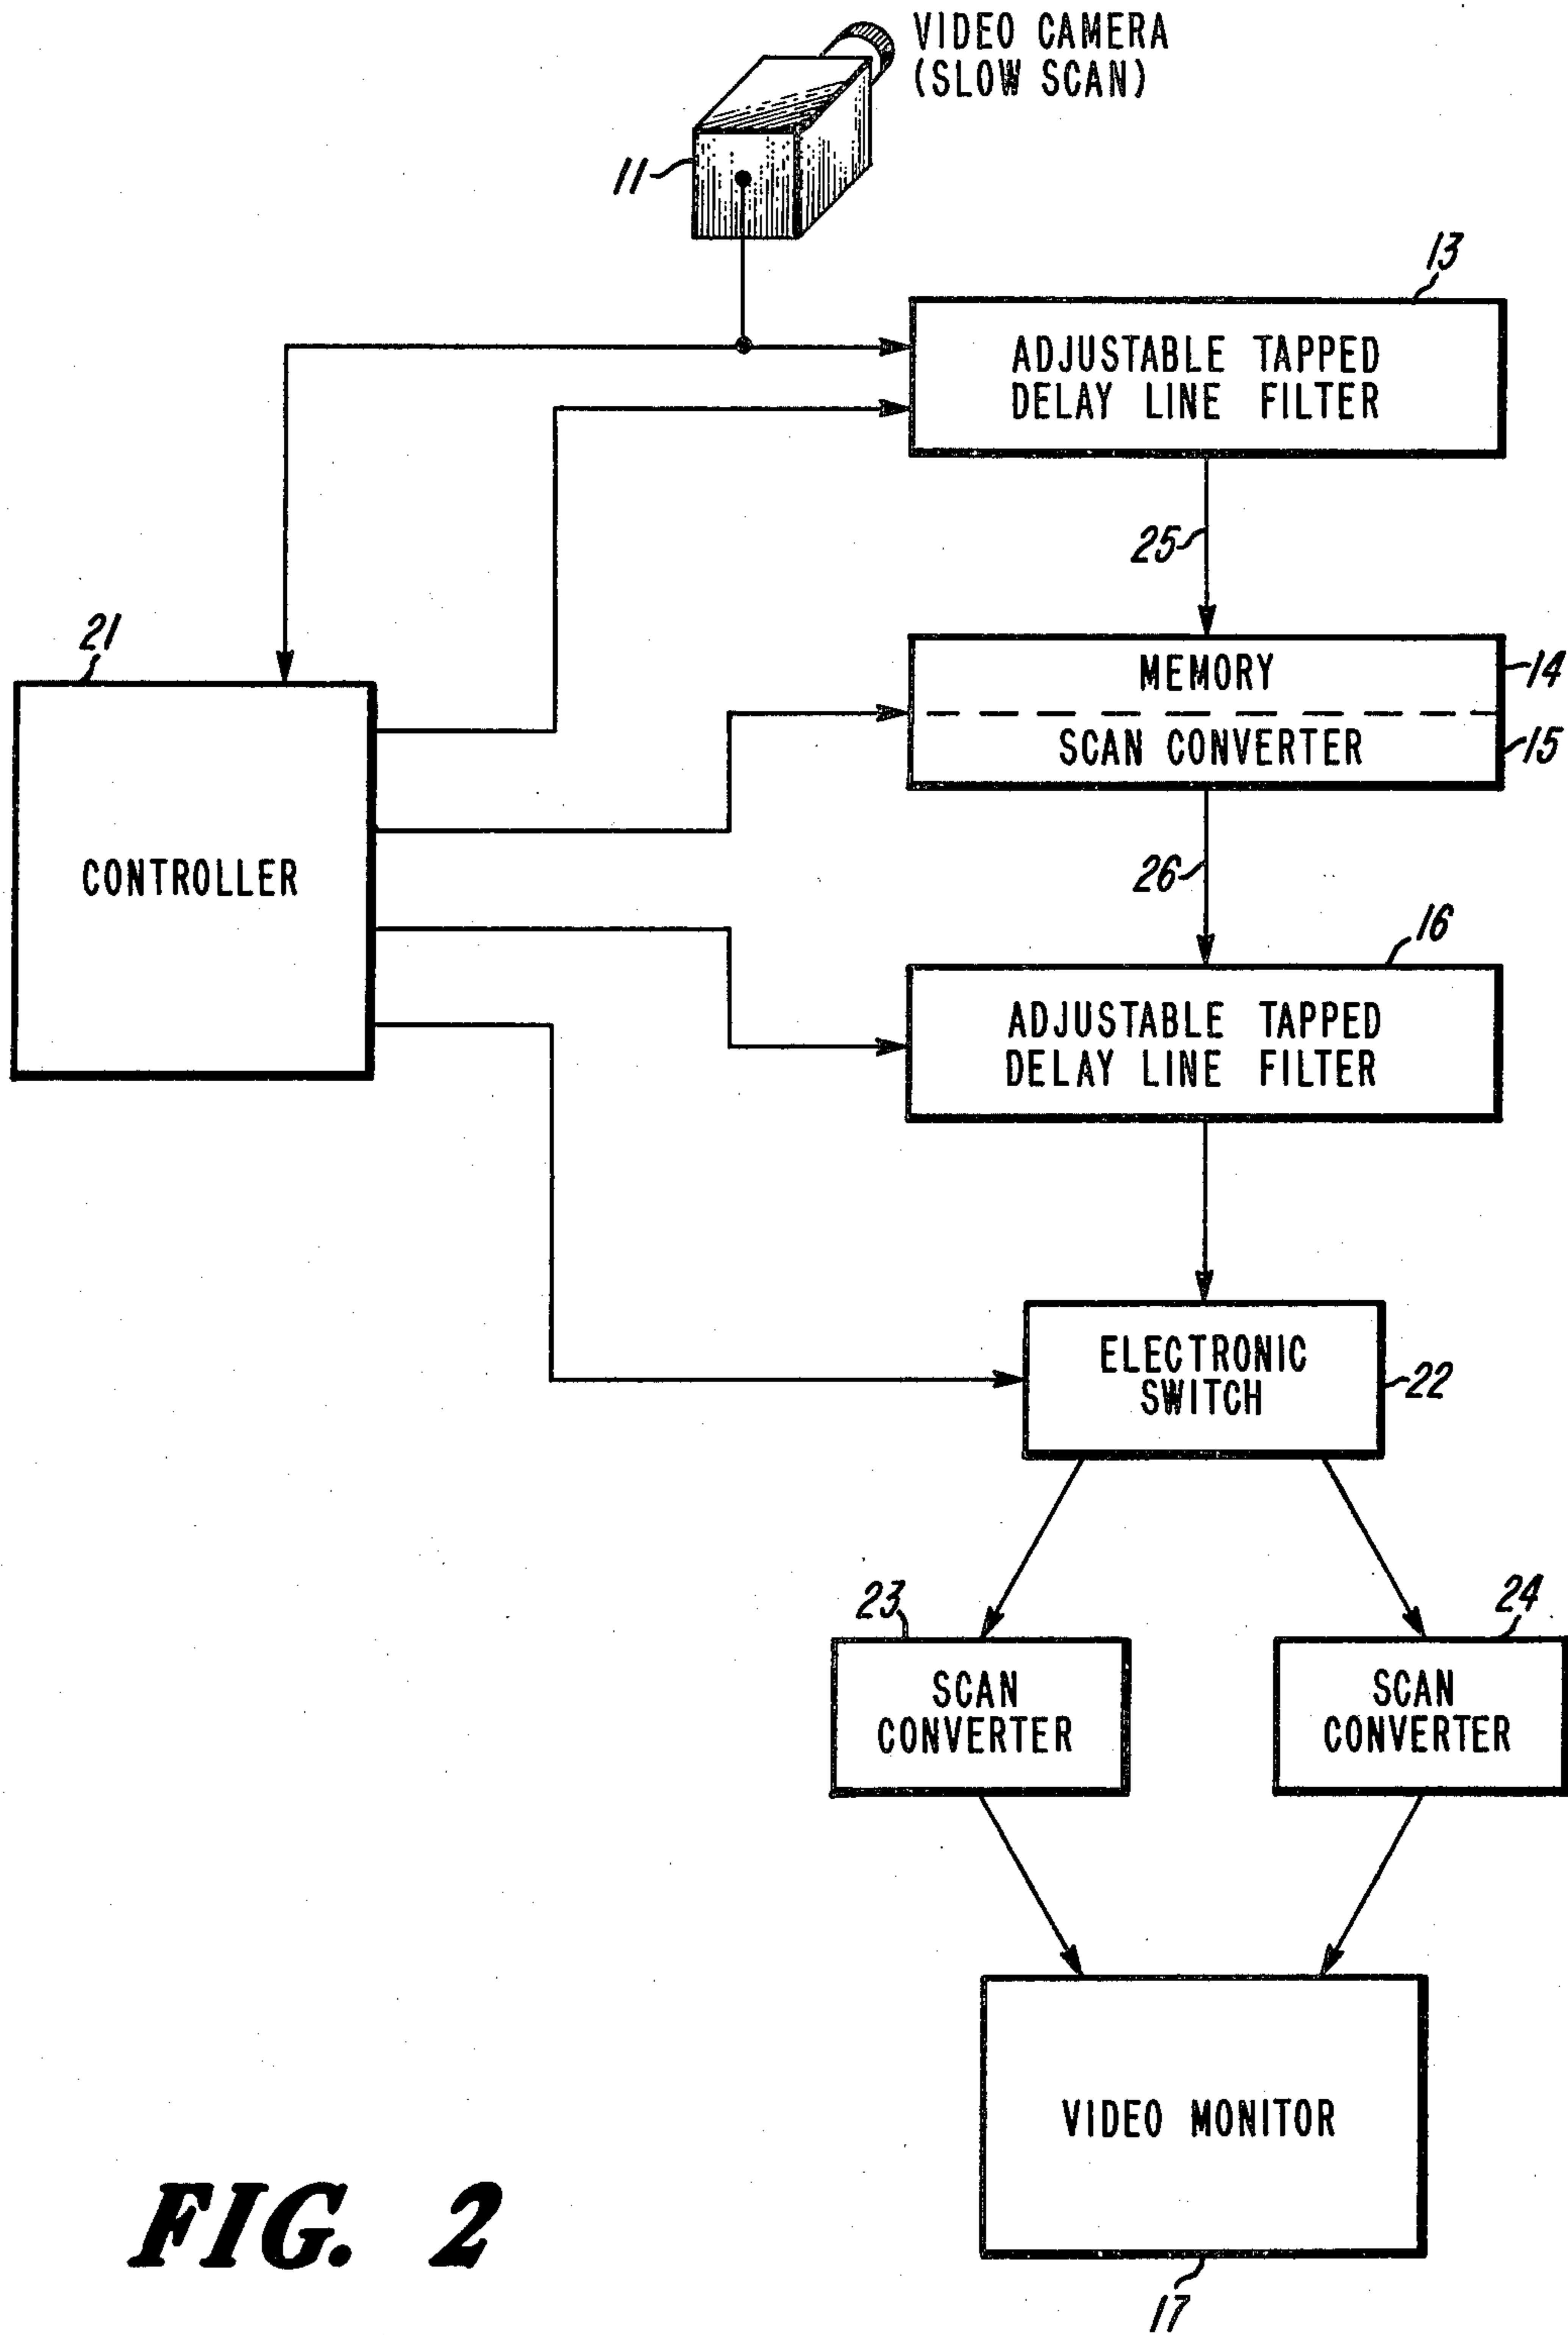 VIDEO CAMERA
(SLOW SCAN)
11
13
ADJUSTABLE TAPPED
DELAY LINE FILTER
25
21
MEMORY
14
SCAN CONVERTER
15
CONTROLLER
26
16
ADJUSTABLE TAPPED
DELAY LINE FILTER
ELECTRONIC
SWITCH
22
23
24
SCAN
CONVERTER
SCAN
CONVERTER
VIDEO MONITOR
FIG. 2
17